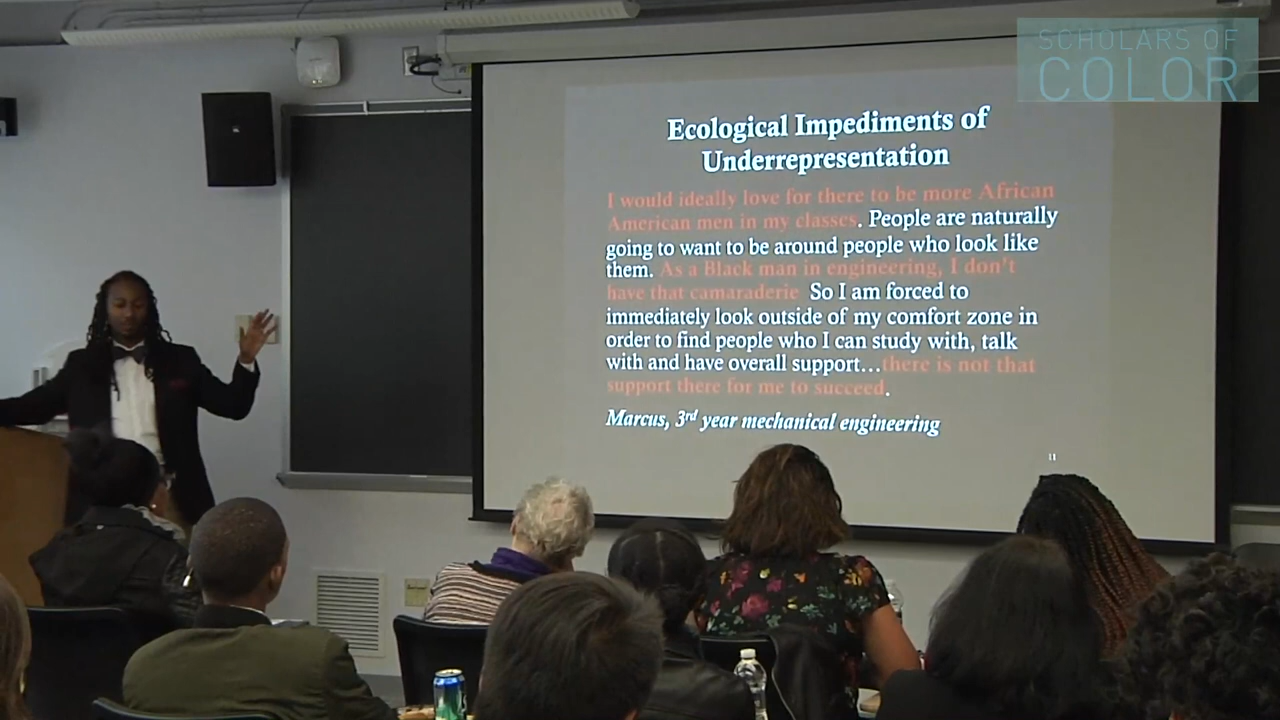 SCHOLARS OF
COLOR
Ecological Impediments of
Underrepresentation
I would ideally love for there to be more African
American men in my classes. People are naturally
going to want to be around people who look like
them. As a Black man in engineering, I don't
have that camaraderie So I am forced to
immediately look outside of my comfort zone in
order to find people who I can study with, talk
with and have overall support...there is not that
support there for me to succeed.
Marcus, 3rd year mechanical engineering
11